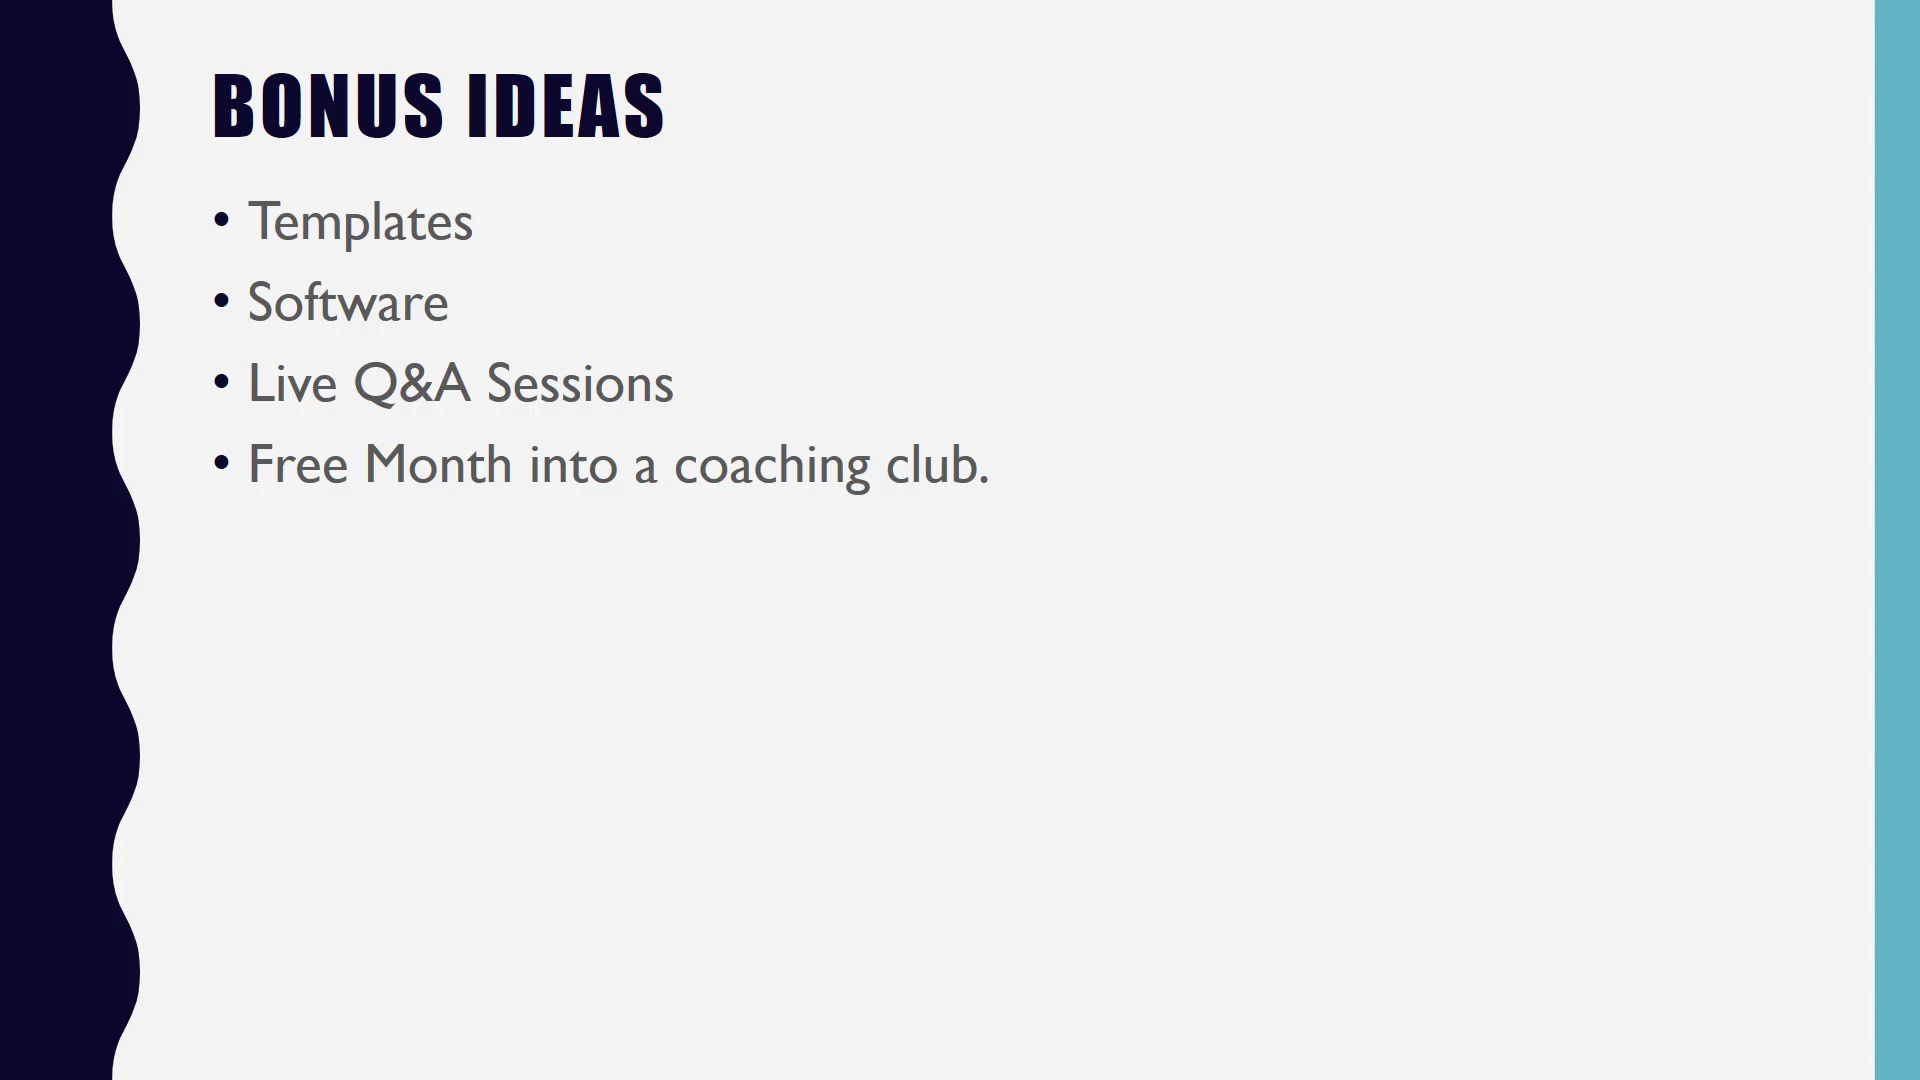 BONUS IDEAS
• Templates
• Software
• Live Q&A Sessions
• Free Month into a coaching club.